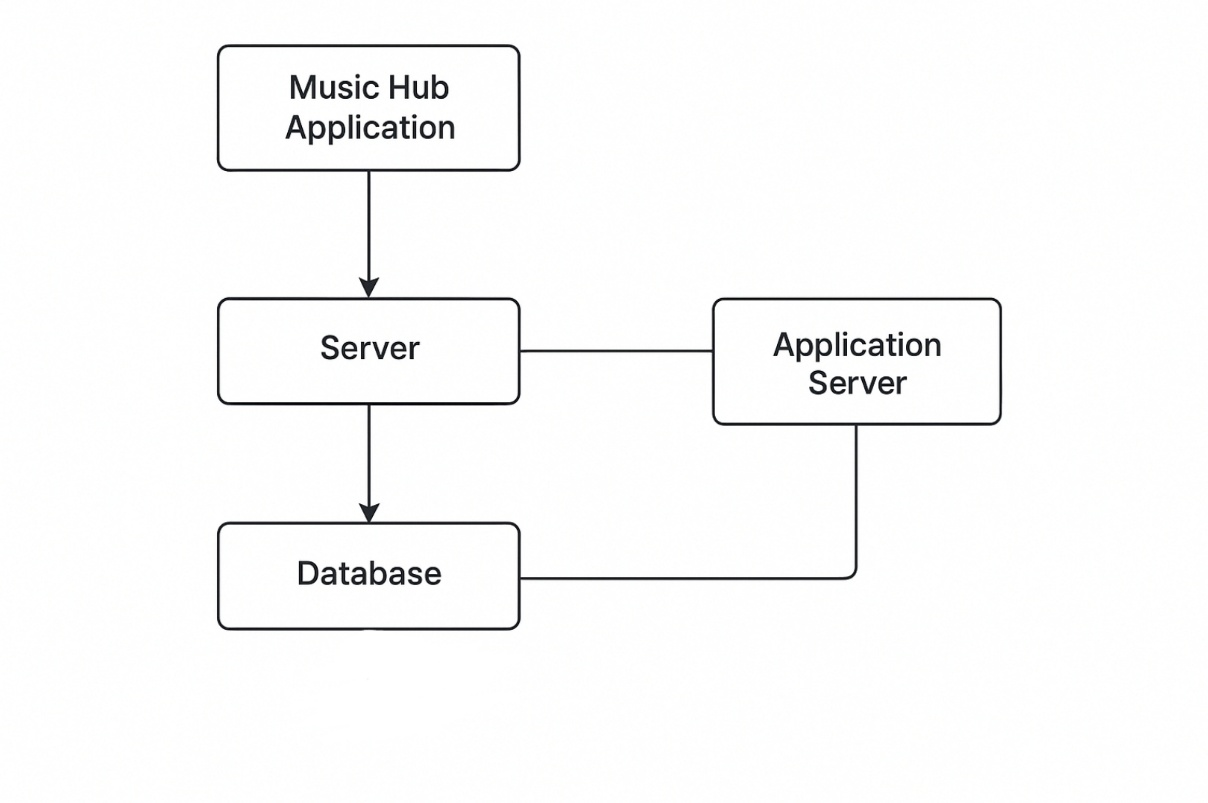 Music Hub
Application
Server
Application
Server
Database